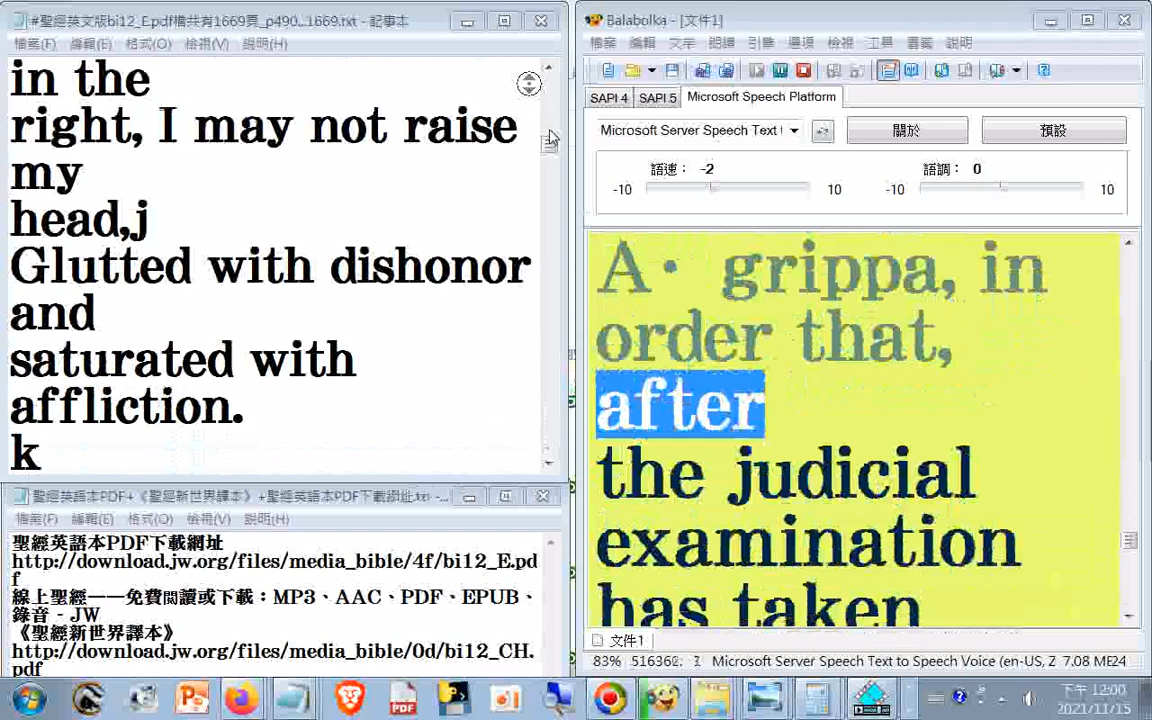 #聖經英文版bi12_E.pdf檔共有1669頁_p490...1669.txt - 記事本
檔案(F) 編輯(E) 格式(O) 檢視(V) 說明(H)
in the
right, I may not raise
my
head,j
Glutted with dishonor
and
saturated with
affliction.
k
聖經英語本PDF+《聖經新世界譯本》+聖經英語本PDF下載網址.txt -...
檔案(F) 編輯(E) 格式(O) 檢視(V) 說明(H)
聖經英語本PDF下載網址
http://download.jw.org/files/media_bible/4f/bi12_E.pd
f
線上聖經——免費閱讀或下載：MP3、AAC、PDF、EPUB、
錄音 - JW
《聖經新世界譯本》
http://download.jw.org/files/media_bible/0d/bi12_CH.
pdf
Balabolka - [文件1]
檔案 編輯 文字 朗讀 引擎 選項 檢視 工具 書籤 說明
SAPI 4 SAPI 5 Microsoft Speech Platform
Microsoft Server Speech Text 關於 預設
語速： -2 語調： 0
-10 10 -10 10
A· grippa, in
order that,
after
the judicial
examination
has taken
文件1
83% 516362: 1 Microsoft Server Speech Text to Speech Voice (en-US, Z 7.08 ME24
下午 12:00
2021/11/15